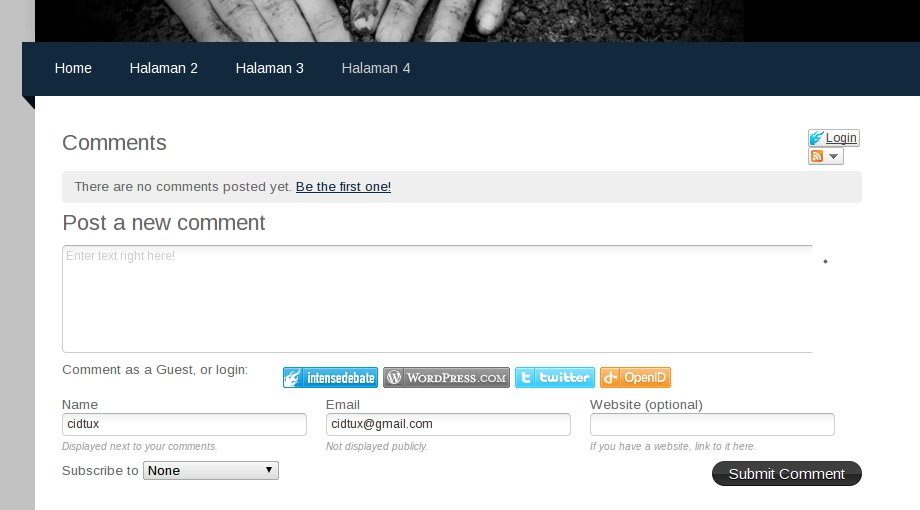 Home Halaman 2 Halaman 3 Halaman 4
Comments
Login
There are no comments posted yet. Be the first one!
Post a new comment
Enter text right here!
Comment as a Guest, or login: intensedebate WORDPRESS.COM twitter OpenID
Name Email Website (optional)
cidtux cidtux@gmail.com
Displayed next to your comments. Not displayed publicly. If you have a website, link to it here.
Subscribe to None Submit Comment